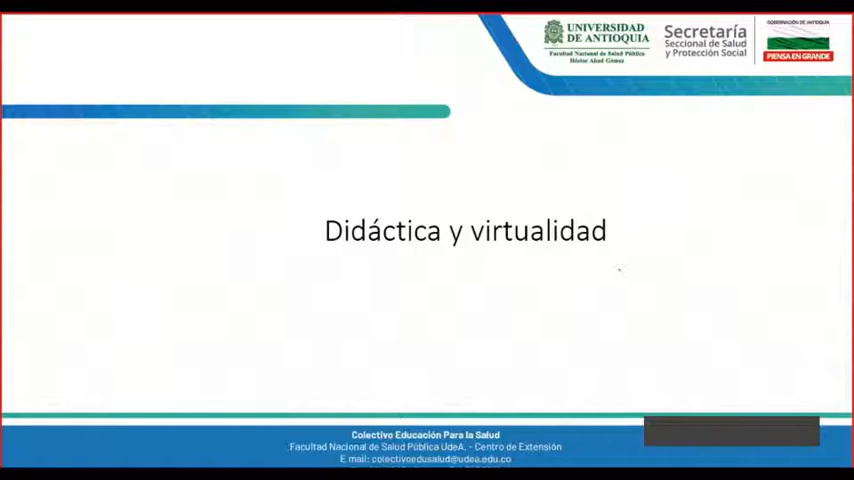 UNIVERSIDAD
DE ANTIOQUIA
Facultad Nacional de Salud Pública
Héctor Abad Gómez
Secretaría
Seccional de Salud
y Protección Social
GOBERNACIÓN DE ANTIOQUIA
PIENSA EN GRANDE
Didáctica y virtualidad
Colectivo Educación Para la Salud
Facultad Nacional de Salud Pública UdeA. - Centro de Extensión
E mail: colectivoedusalud@udea.edu.co